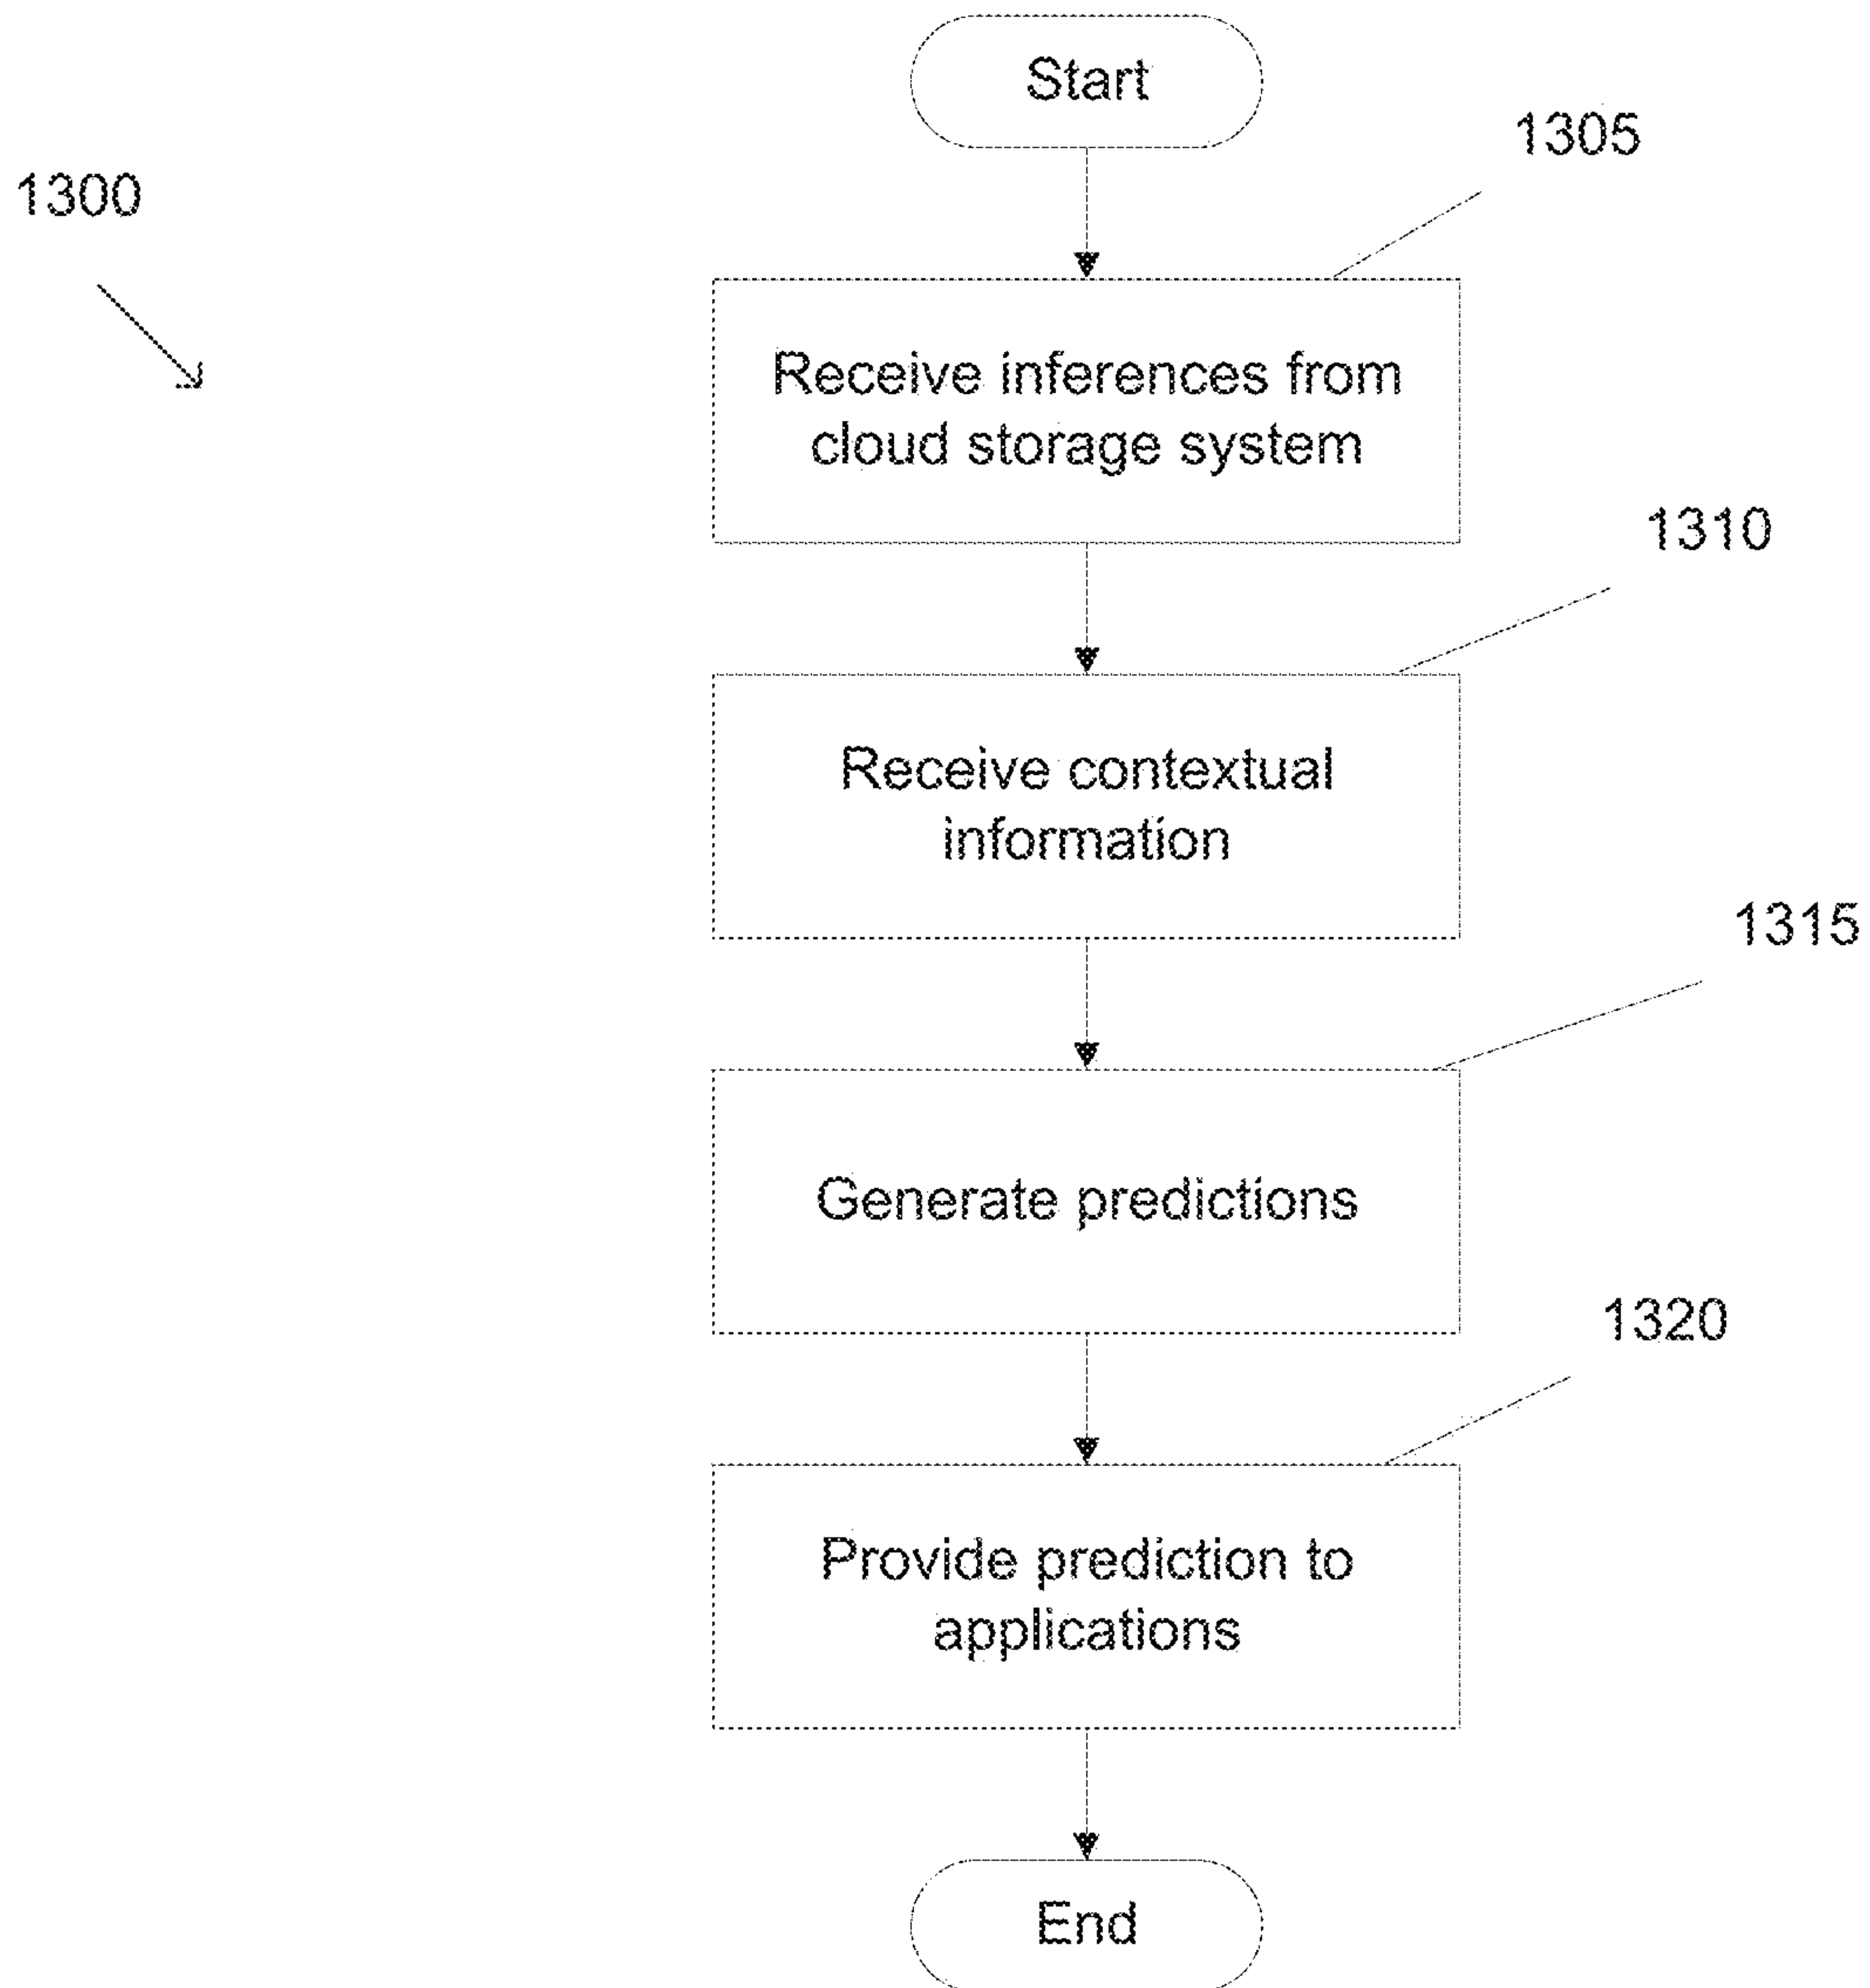 Start
1305
1300
Receive inferences from
cloud storage system
1310
Receive contextual
information
1315
Generate predictions
1320
Provide prediction to
applications
End